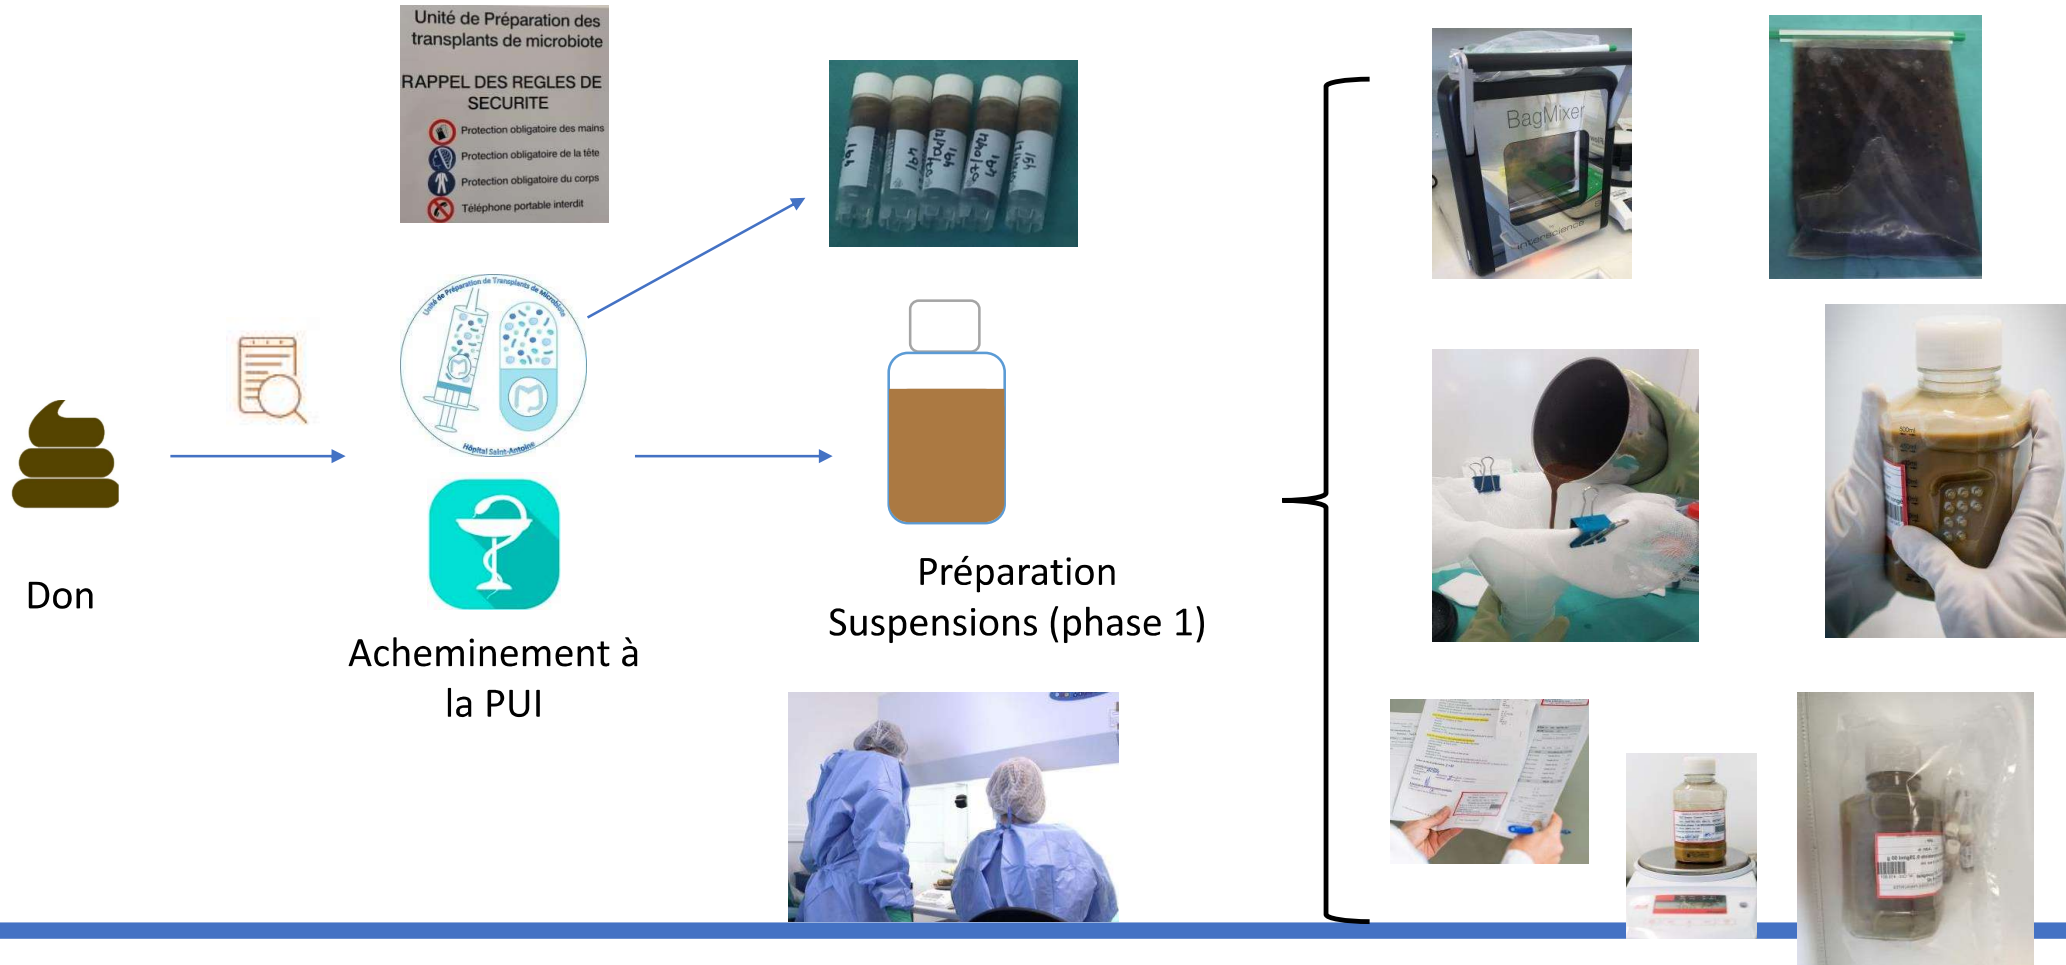 Unité de Préparation des
transplants de microbiote
RAPPEL DES REGLES DE
SECURITE
Protection obligatoire des mains
Protection obligatoire de la tête
Protection obligatoire du corps
Téléphone portable interdit
Unité de Préparation de Transplants de Microbiote
Hôpital Saint-Antoine
Don
Acheminement à
la PUI
Préparation
Suspensions (phase 1)
BagMixer
interscience
500ml